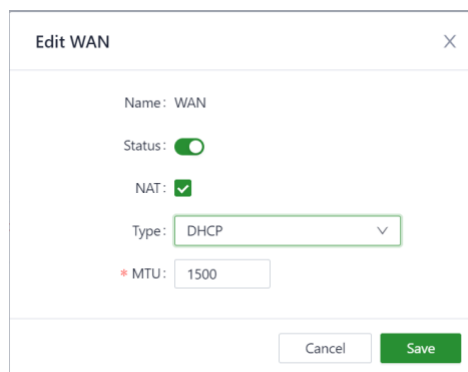 Edit WAN
Name: WAN
Status:
NAT:
Type: DHCP
* MTU: 1500
Cancel Save